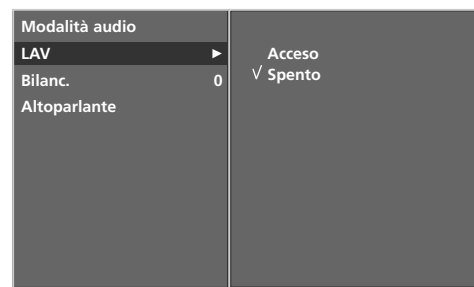 Modalità audio
LAV ►
Bilanc. 0
Altoparlante
Acceso
√ Spento